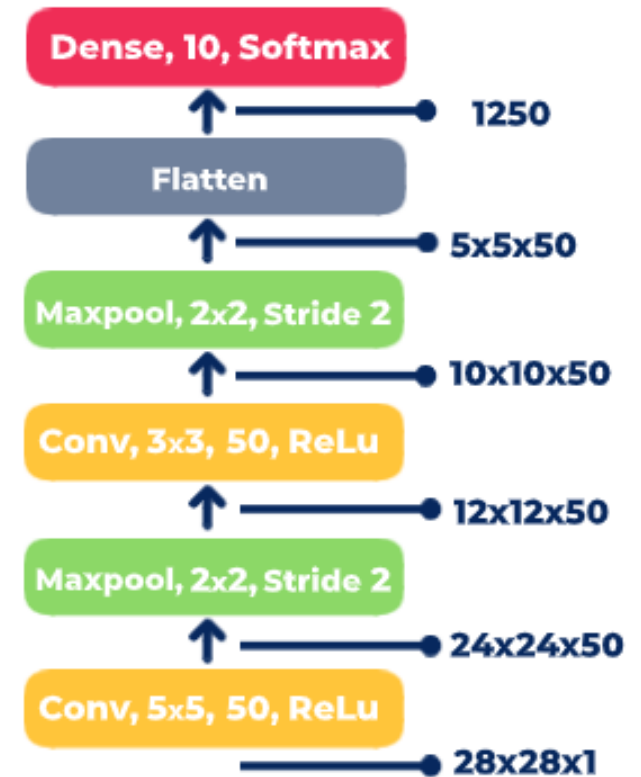 Dense, 10, Softmax
1250
Flatten
5x5x50
Maxpool, 2x2, Stride 2
10x10x50
Conv, 3x3, 50, ReLu
12x12x50
Maxpool, 2x2, Stride 2
24x24x50
Conv, 5x5, 50, ReLu
28x28x1